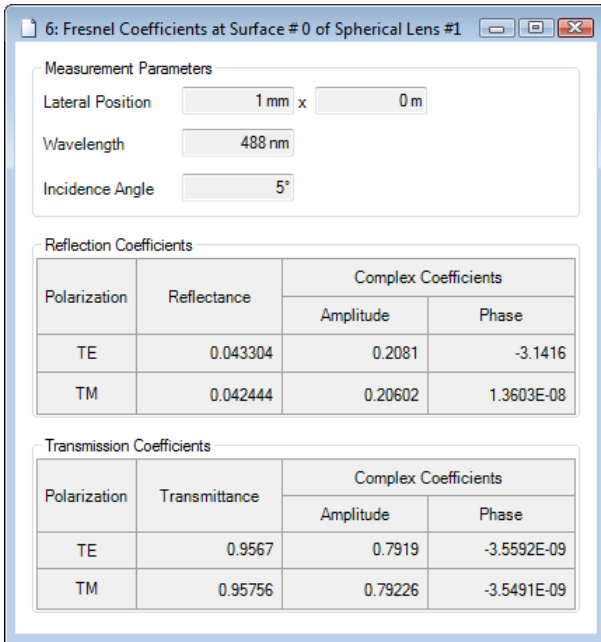 6: Fresnel Coefficients at Surface # 0 of Spherical Lens #1
Measurement Parameters
Lateral Position 1 mm x 0 m
Wavelength 488 nm
Incidence Angle 5°
Reflection Coefficients
Polarization Reflectance Complex Coefficients
Amplitude Phase
TE 0.043304 0.2081 -3.1416
TM 0.042444 0.20602 1.3603E-08
Transmission Coefficients
Polarization Transmittance Complex Coefficients
Amplitude Phase
TE 0.9567 0.7919 -3.5592E-09
TM 0.95756 0.79226 -3.5491E-09